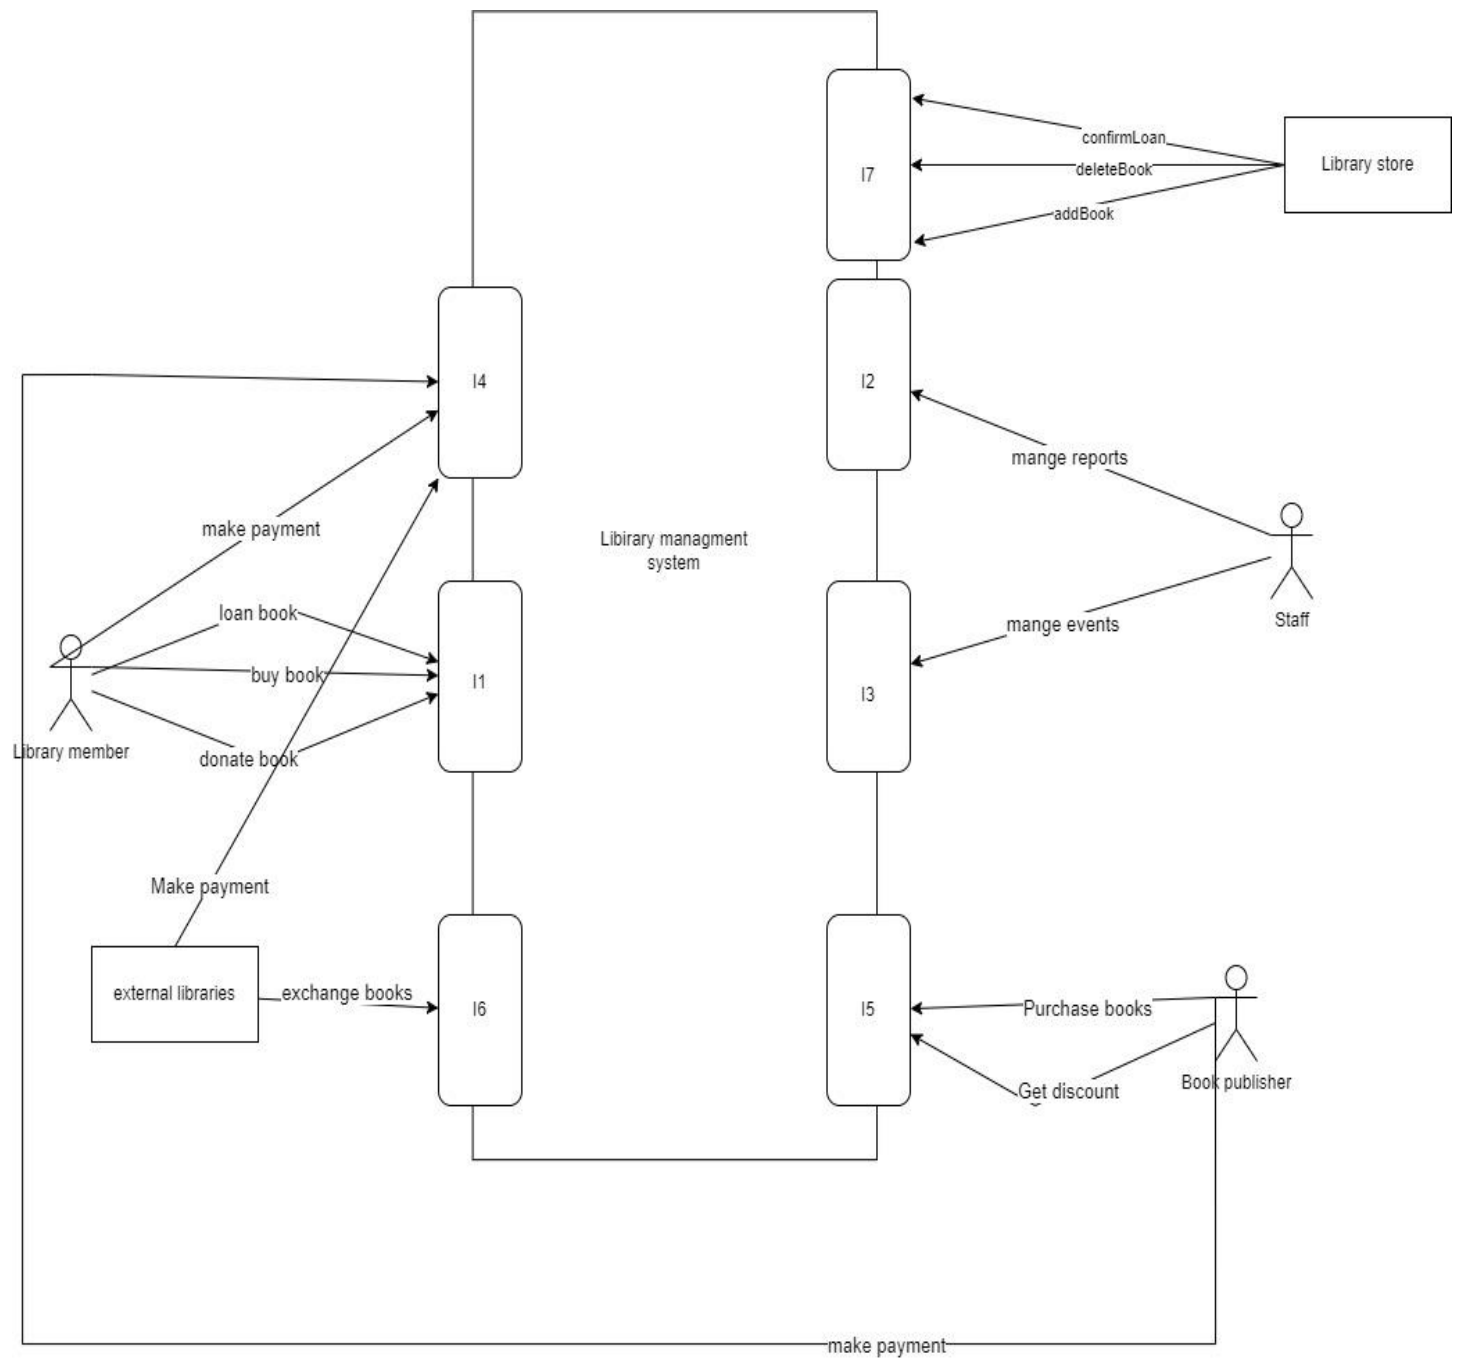 confirmLoan
I7
deleteBook
Library store
addBook
I4
I2
mange reports
make payment
Libirary managment
system
loan book
mange events
Staff
buy book
I1
I3
Library member
donate book
Make payment
external libraries
exchange books
I6
I5
Purchase books
Get discount
Book publisher
make payment